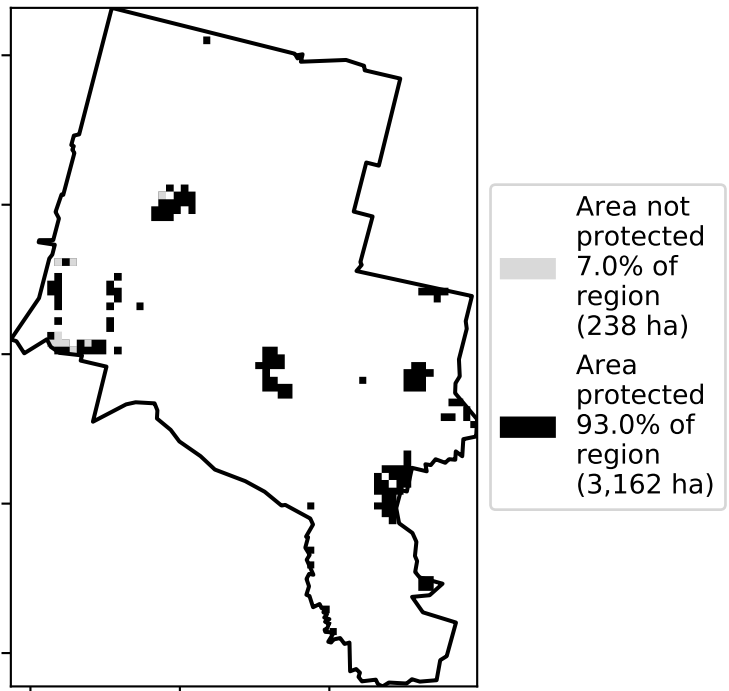 Area not
protected
7.0% of
region
(238 ha)
Area
protected
93.0% of
region
(3,162 ha)